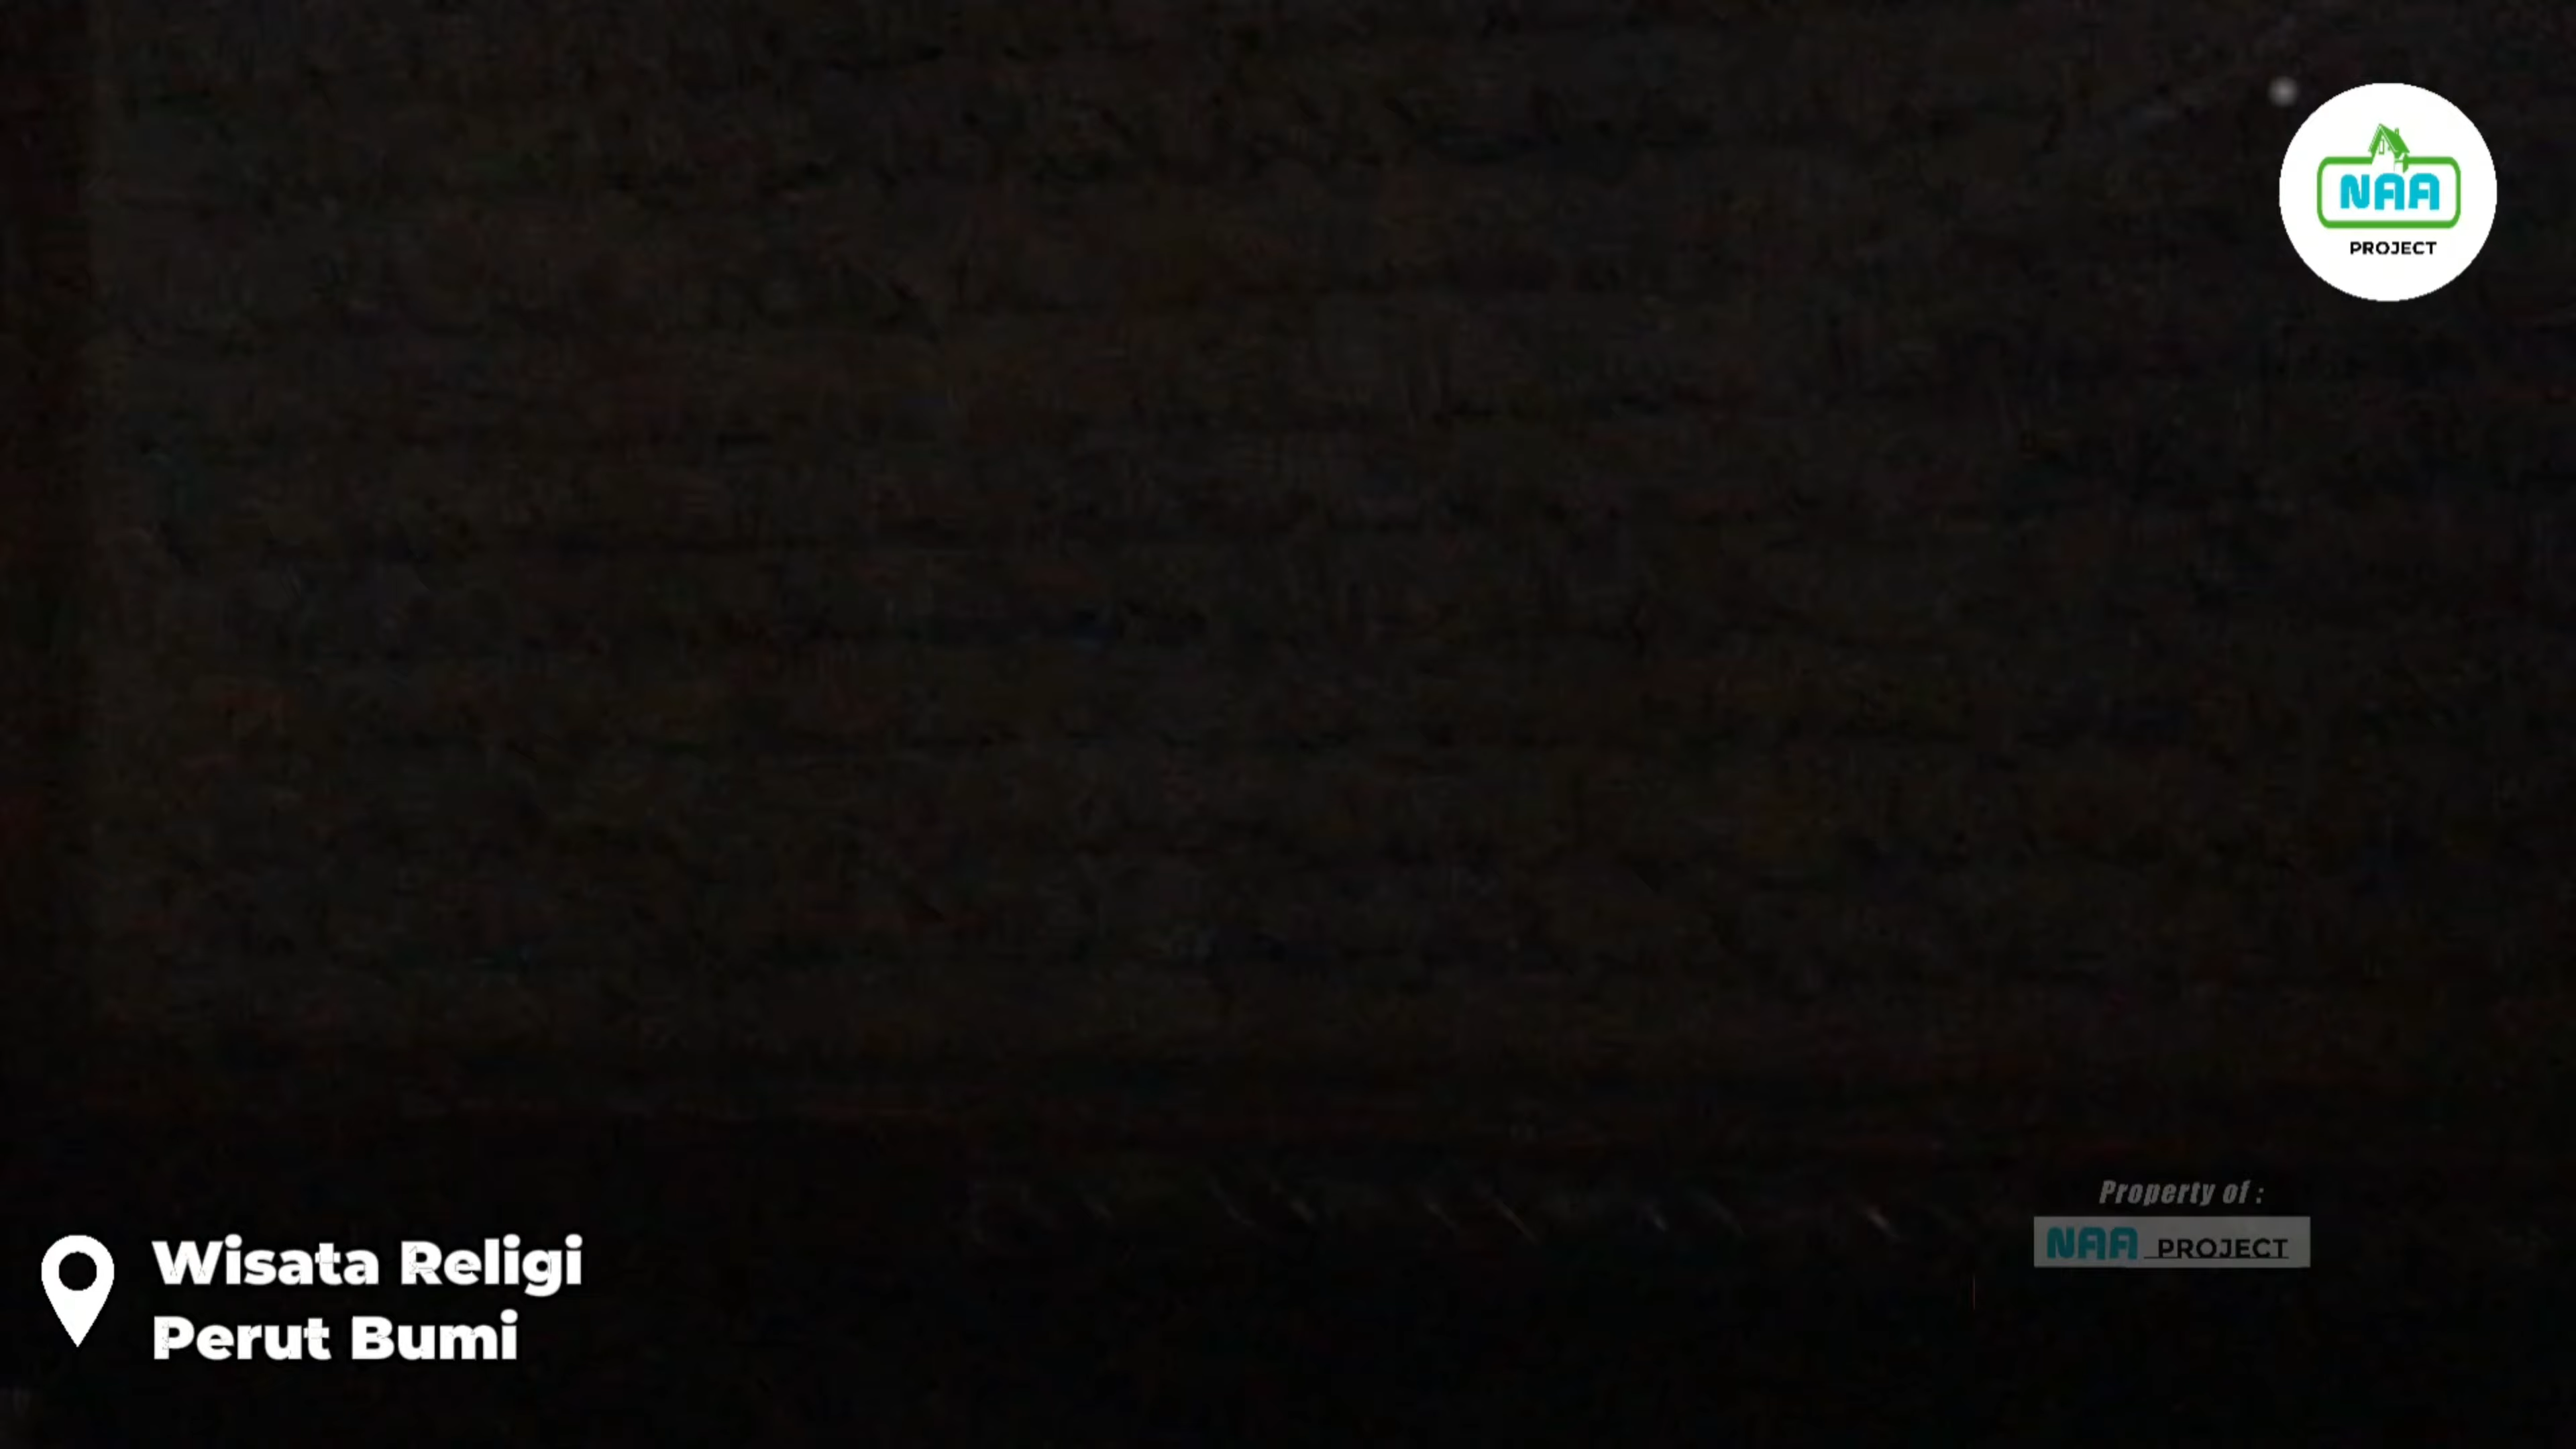 NAA
PROJECT
Property of :
NAA PROJECT
Wisata Religi
Perut Bumi